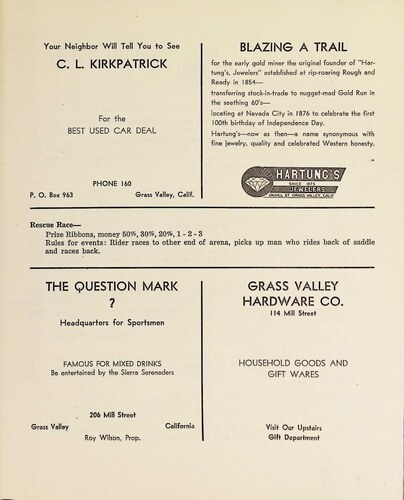 Your Neighbor Will Tell You to See
C. L. KIRKPATRICK
For the
BEST USED CAR DEAL
PHONE 160
P. O. Box 963 Grass Valley, Calif.
BLAZING A TRAIL
for the early gold miner the original founder of "Har-
tung's, Jewelers" established at rip-roaring Rough and
Ready in 1854—
transferring stock-in-trade to nugget-mad Gold Run in
the seething 60's—
locating at Nevada City in 1876 to celebrate the first
100th birthday of Independence Day.
Hartung's—now as then—a name synonymous with
fine jewelry, quality and celebrated Western honesty.
HARTUNG'S
SINCE 1875
JEWELERS
GRASS VALLEY, CALIF.
Rescue Race—
Prize Ribbons, money 50%, 30%, 20%, 1 - 2 - 3
Rules for events: Rider races to other end of arena, picks up man who rides back of saddle
and races back.
THE QUESTION MARK
?
Headquarters for Sportsmen
FAMOUS FOR MIXED DRINKS
Be entertained by the Sierra Serenaders
206 Mill Street
Grass Valley California
Roy Wilson, Prop.
GRASS VALLEY
HARDWARE CO.
114 Mill Street
HOUSEHOLD GOODS AND
GIFT WARES
Visit Our Upstairs
Gift Department